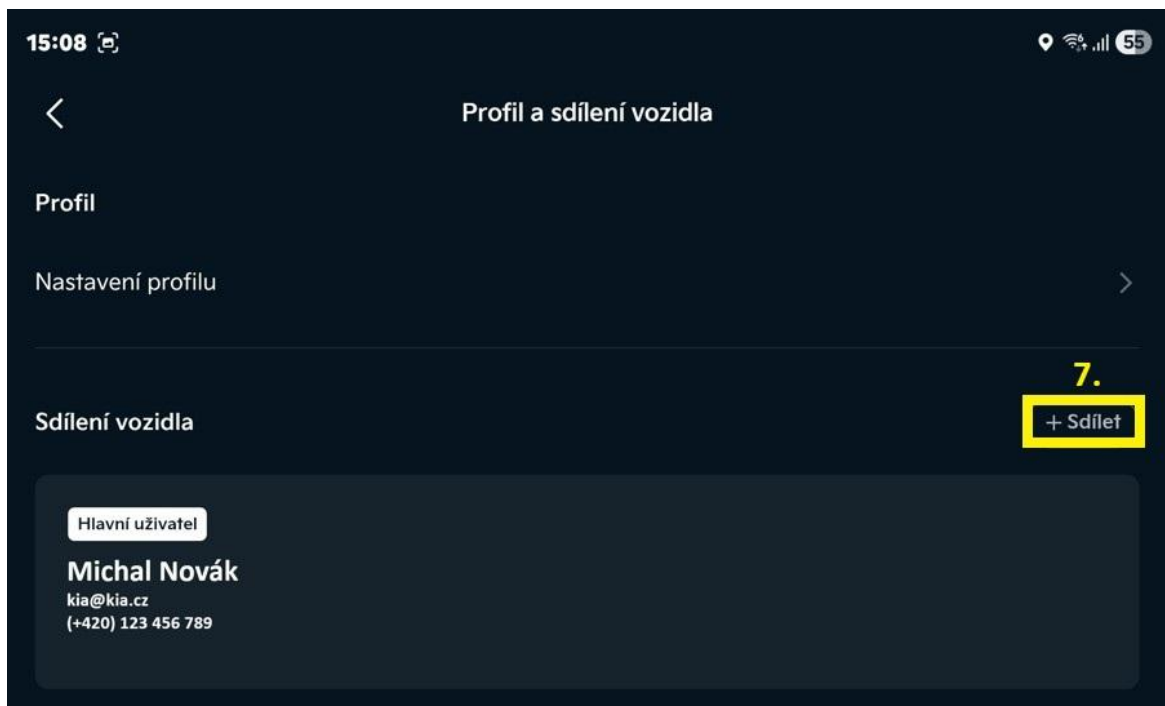 15:08 55
Profil a sdílení vozidla
Profil
Nastavení profilu
7.
Sdílení vozidla + Sdílet
Hlavní uživatel
Michal Novák
kia@kia.cz
(+420) 123 456 789